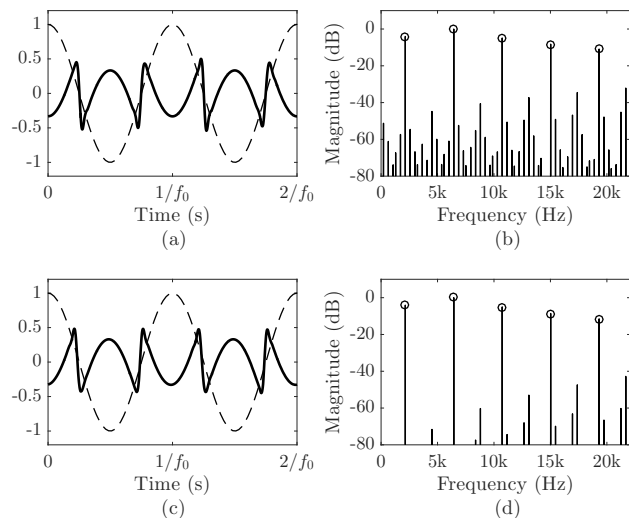 1
0.5
0
-0.5
-1
0
1/f0
2/f0
Time (s)
(a)
Magnitude (dB)
0
-20
-40
-60
-80
0
5k
10k
15k
20k
Frequency (Hz)
(b)
1
0.5
0
-0.5
-1
0
1/f0
2/f0
Time (s)
(c)
Magnitude (dB)
0
-20
-40
-60
-80
0
5k
10k
15k
20k
Frequency (Hz)
(d)